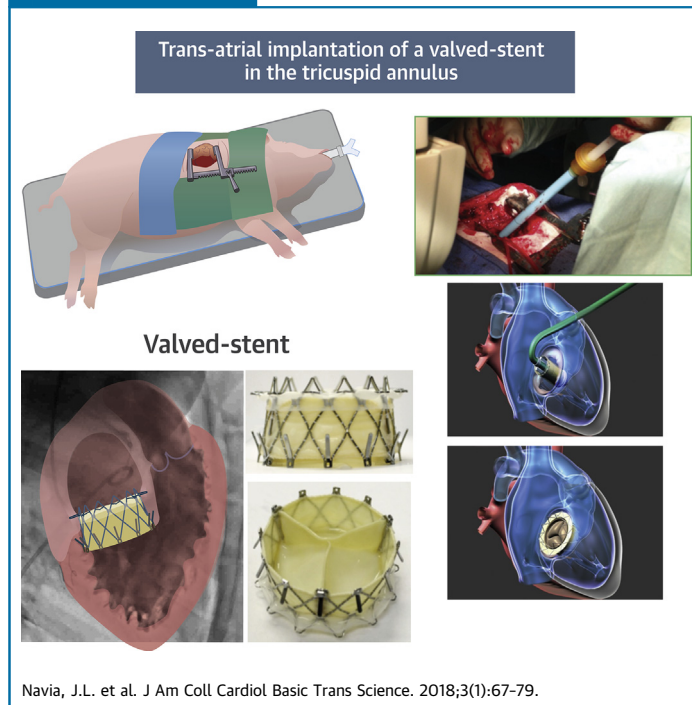 Trans-atrial implantation of a valved-stent
in the tricuspid annulus
Valved-stent
Navia, J.L. et al. J Am Coll Cardiol Basic Trans Science. 2018;3(1):67–79.